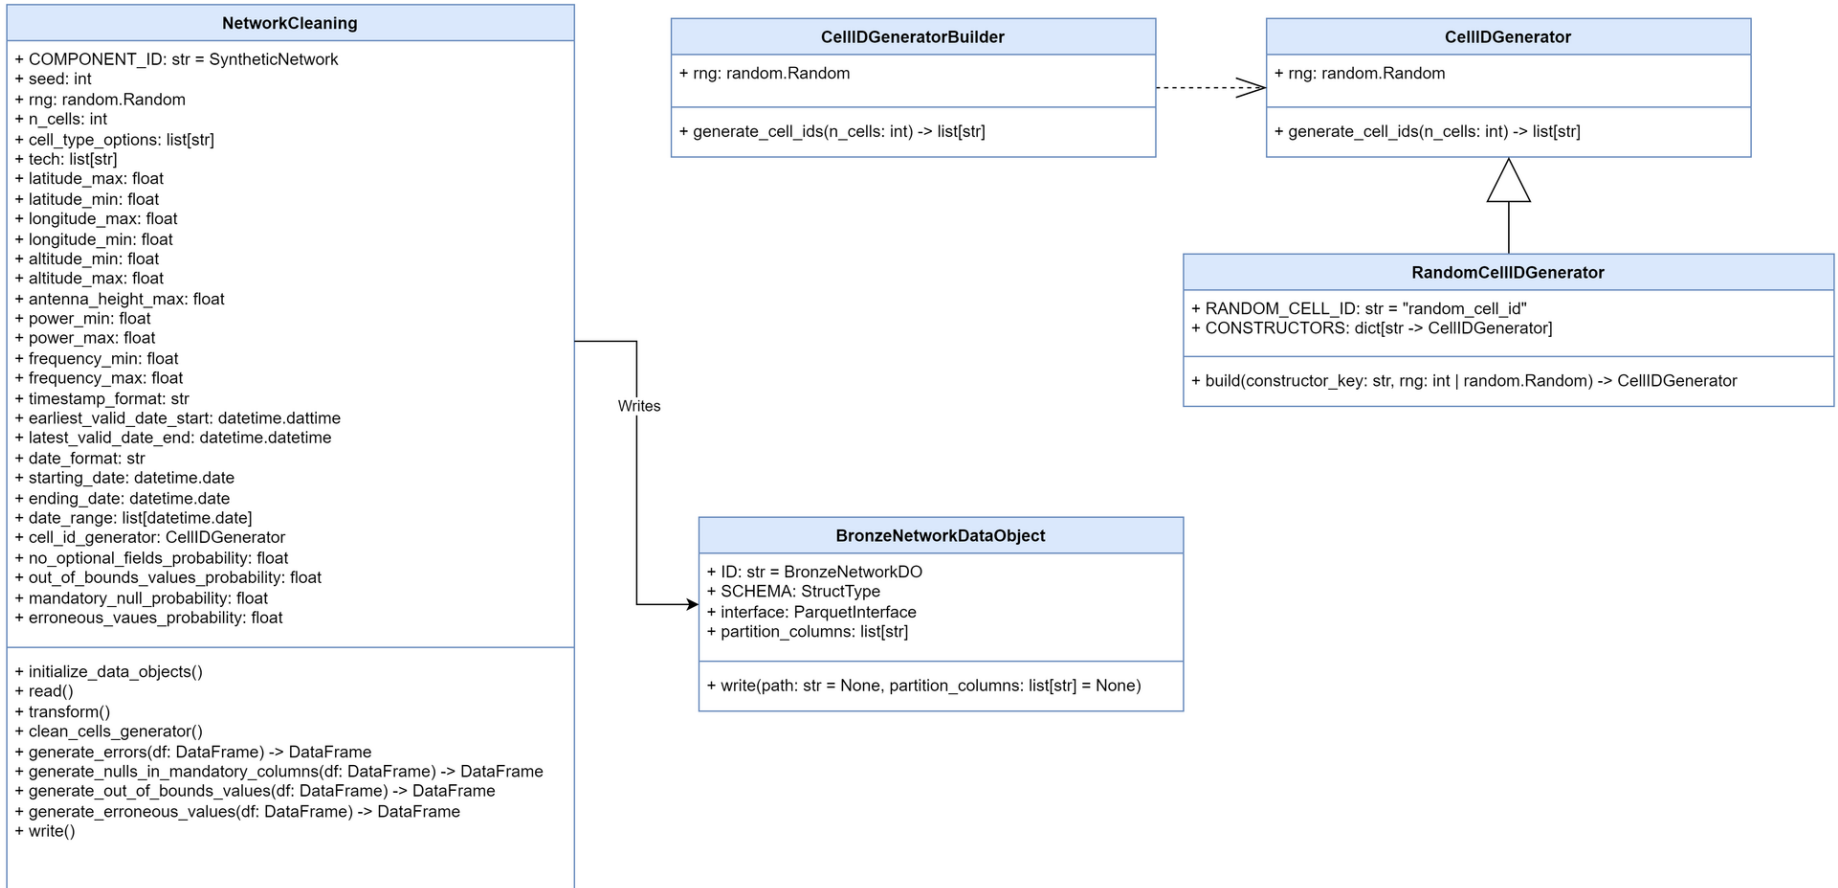 NetworkCleaning
+ COMPONENT_ID: str = SyntheticNetwork
+ seed: int
+ rng: random.Random
+ n_cells: int
+ cell_type_options: list[str]
+ tech: list[str]
+ latitude_max: float
+ latitude_min: float
+ longitude_max: float
+ longitude_min: float
+ altitude_min: float
+ altitude_max: float
+ antenna_height_max: float
+ power_min: float
+ power_max: float
+ frequency_min: float
+ frequency_max: float
+ timestamp_format: str
+ earliest_valid_date_start: datetime.dattime
+ latest_valid_date_end: datetime.datetime
+ date_format: str
+ starting_date: datetime.date
+ ending_date: datetime.date
+ date_range: list[datetime.date]
+ cell_id_generator: CellIDGenerator
+ no_optional_fields_probability: float
+ out_of_bounds_values_probability: float
+ mandatory_null_probability: float
+ erroneous_vaues_probability: float
+ initialize_data_objects()
+ read()
+ transform()
+ clean_cells_generator()
+ generate_errors(df: DataFrame) -> DataFrame
+ generate_nulls_in_mandatory_columns(df: DataFrame) -> DataFrame
+ generate_out_of_bounds_values(df: DataFrame) -> DataFrame
+ generate_erroneous_values(df: DataFrame) -> DataFrame
+ write()
Writes
CellIDGeneratorBuilder
+ rng: random.Random
+ generate_cell_ids(n_cells: int) -> list[str]
CellIDGenerator
+ rng: random.Random
+ generate_cell_ids(n_cells: int) -> list[str]
RandomCellIDGenerator
+ RANDOM_CELL_ID: str = "random_cell_id"
+ CONSTRUCTORS: dict[str -> CellIDGenerator]
+ build(constructor_key: str, rng: int | random.Random) -> CellIDGenerator
BronzeNetworkDataObject
+ ID: str = BronzeNetworkDO
+ SCHEMA: StructType
+ interface: ParquetInterface
+ partition_columns: list[str]
+ write(path: str = None, partition_columns: list[str] = None)